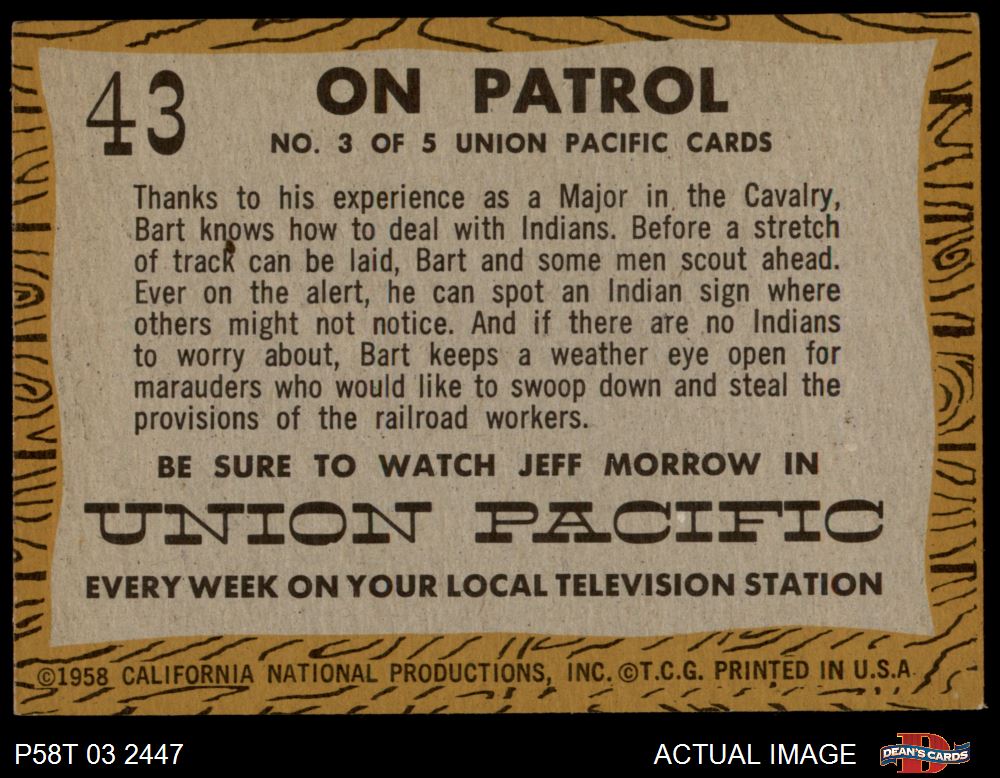 43
ON PATROL
NO. 3 OF 5 UNION PACIFIC CARDS
Thanks to his experience as a Major in the Cavalry,
Bart knows how to deal with Indians. Before a stretch
of track can be laid, Bart and some men scout ahead.
Ever on the alert, he can spot an Indian sign where
others might not notice. And if there are no Indians
to worry about, Bart keeps a weather eye open for
marauders who would like to swoop down and steal the
provisions of the railroad workers.
BE SURE TO WATCH JEFF MORROW IN
UNION PACIFIC
EVERY WEEK ON YOUR LOCAL TELEVISION STATION
©1958 CALIFORNIA NATIONAL PRODUCTIONS, INC. ©T.C.G. PRINTED IN U.S.A.
P58T 03 2447
ACTUAL IMAGE
D
DEAN'S CARDS